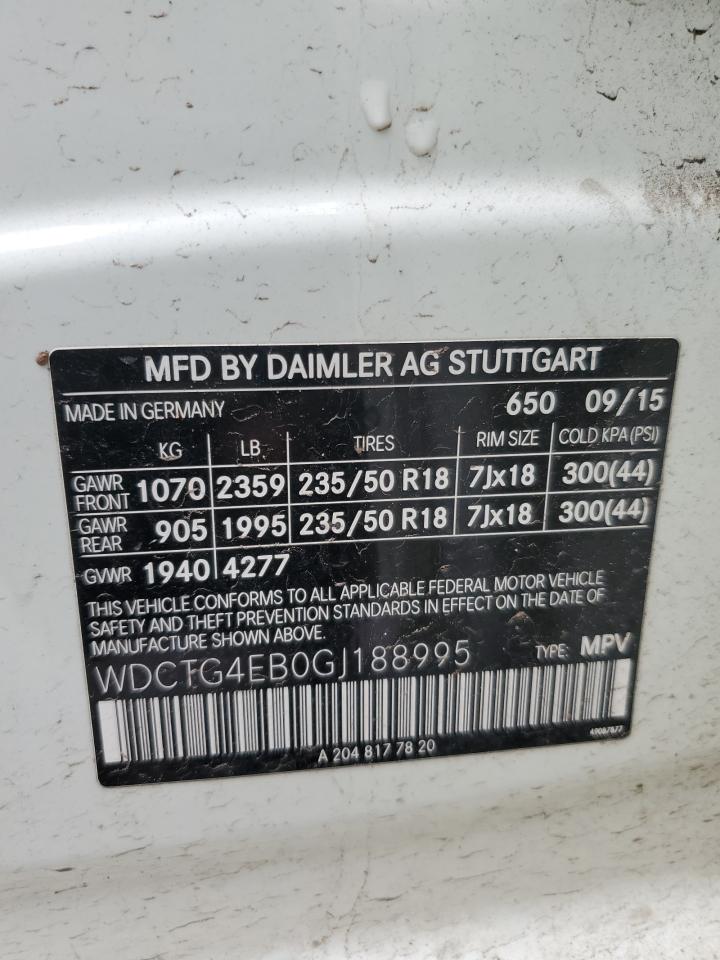 MFD BY DAIMLER AG STUTTGART
MADE IN GERMANY 650 09/15
KG LB TIRES RIM SIZE COLD KPA(PSI)
GAWR FRONT 1070 2359 235/50 R18 7Jx18 300(44)
GAWR REAR 905 1995 235/50 R18 7Jx18 300(44)
GVWR 1940 4277
THIS VEHICLE CONFORMS TO ALL APPLICABLE FEDERAL MOTOR VEHICLE
SAFETY AND THEFT PREVENTION STANDARDS IN EFFECT ON THE DATE OF
MANUFACTURE SHOWN ABOVE.
WDCTG4EB0GJ188995 TYPE: MPV
A 204 817 78 20 49087677